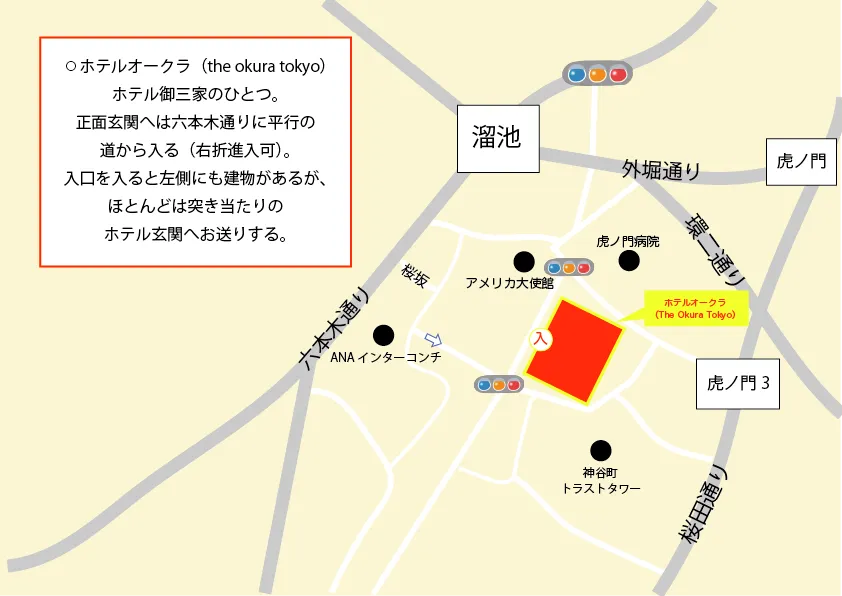 ○ホテルオークラ（the okura tokyo）
ホテル御三家のひとつ。
正面玄関へは六本木通りに平行の
道から入る（右折進入可）。
入口を入ると左側にも建物があるが、
ほとんどは突き当たりの
ホテル玄関へお送りする。
溜池
外堀通り
虎ノ門
環二通り
虎ノ門病院
アメリカ大使館
桜坂
ホテルオークラ
（The Okura Tokyo）
六本木通り
入
ANAインターコンチ
虎ノ門3
神谷町
トラストタワー
桜田通り